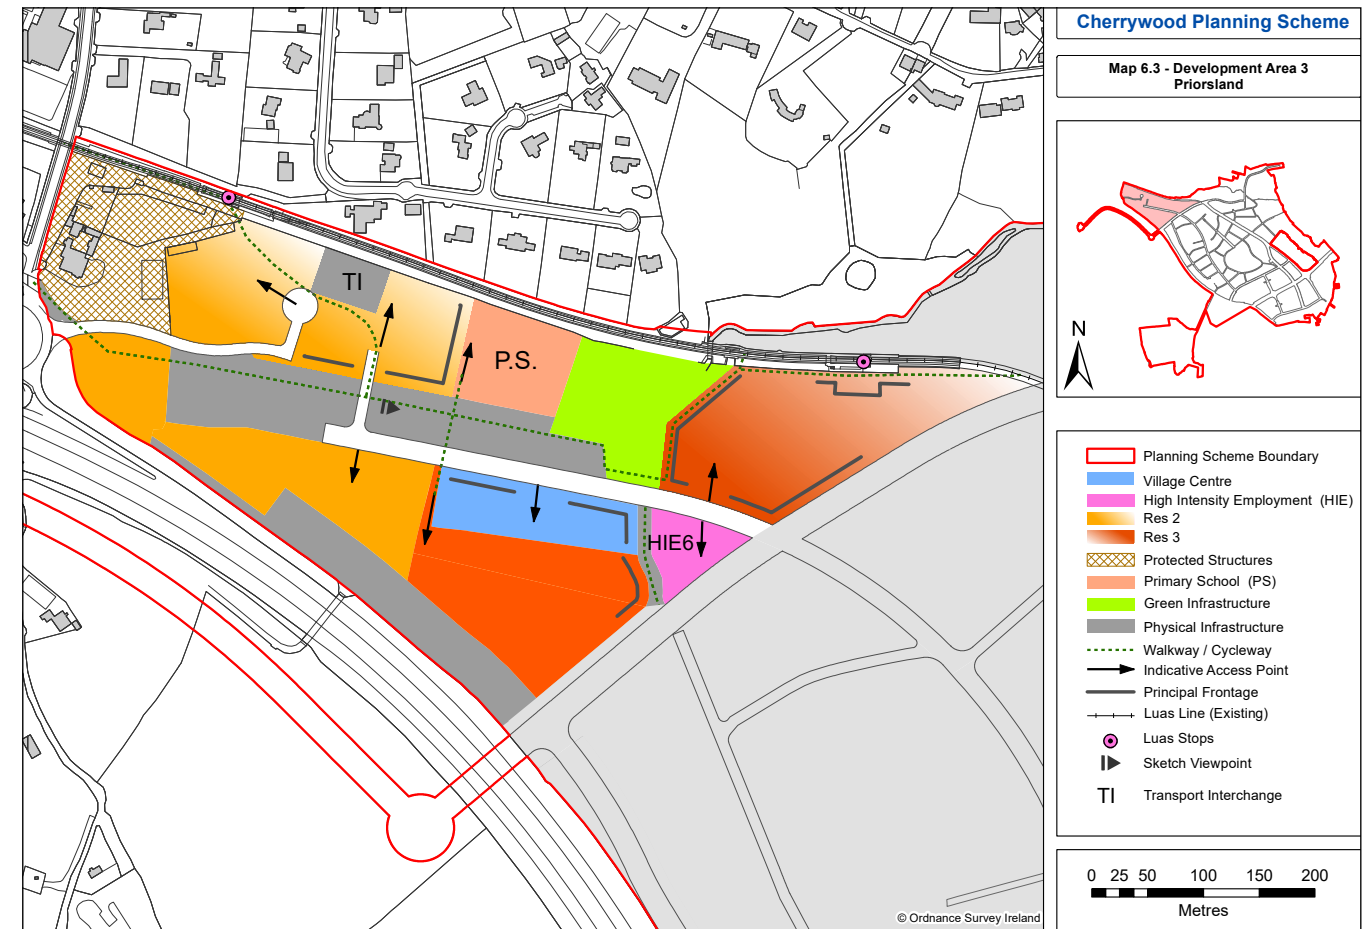 Cherrywood Planning Scheme
Map 6.3 - Development Area 3
Priorsland
N
TI
P.S.
HIE6
Planning Scheme Boundary
Village Centre
High Intensity Employment (HIE)
Res 2
Res 3
Protected Structures
Primary School (PS)
Green Infrastructure
Physical Infrastructure
Walkway / Cycleway
Indicative Access Point
Principal Frontage
Luas Line (Existing)
Luas Stops
Sketch Viewpoint
TI Transport Interchange
0 25 50 100 150 200
Metres
© Ordnance Survey Ireland